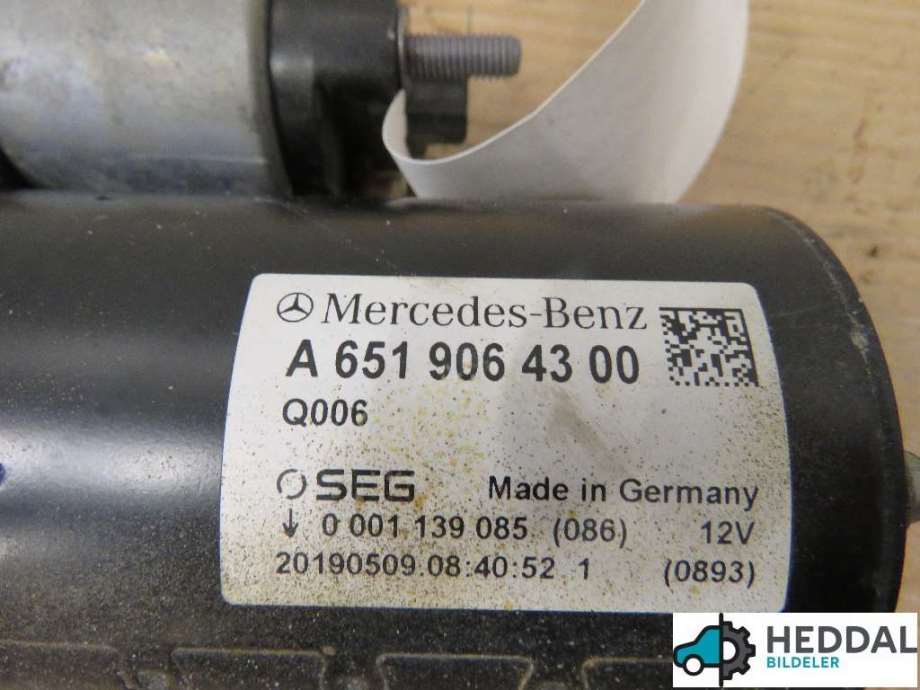 Mercedes-Benz
A 651 906 43 00
Q006
SEG Made in Germany
0 001 139 085 (086) 12V
20190509.08:40:52 1 (0893)
HEDDAL
BILDELER